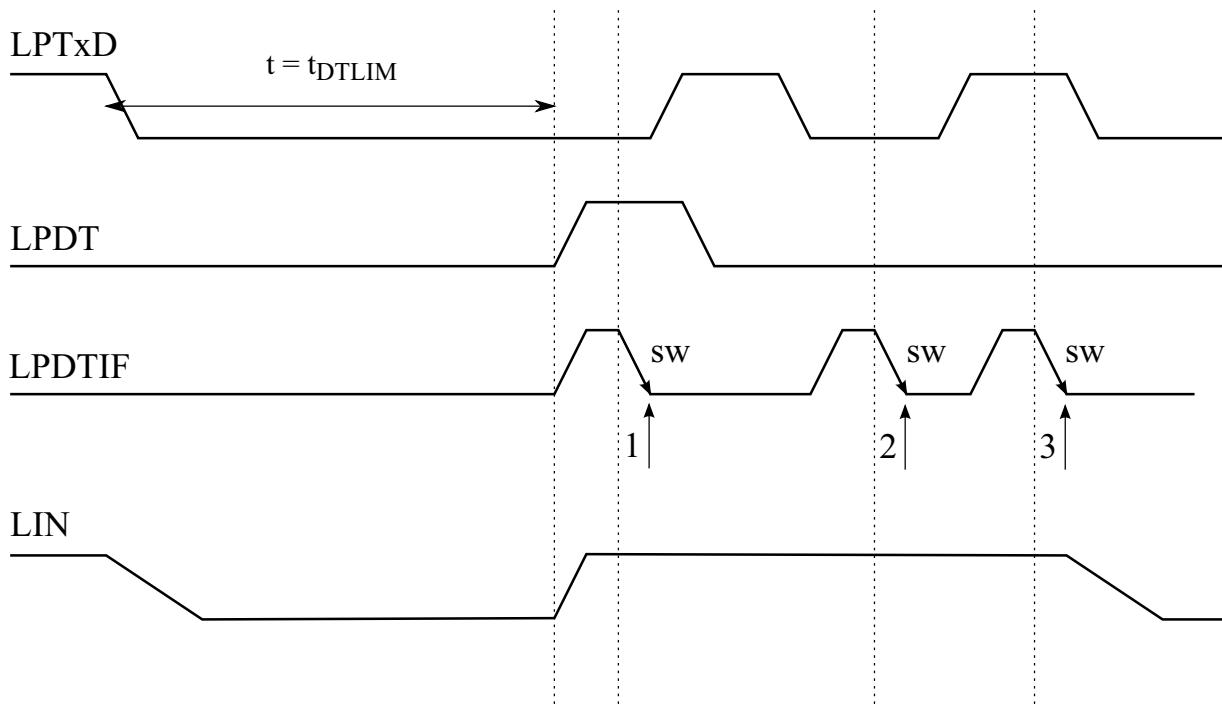 LPTxD
t = tDTLIM
LPDT
LPDTIF
sw
sw
sw
1
2
3
LIN